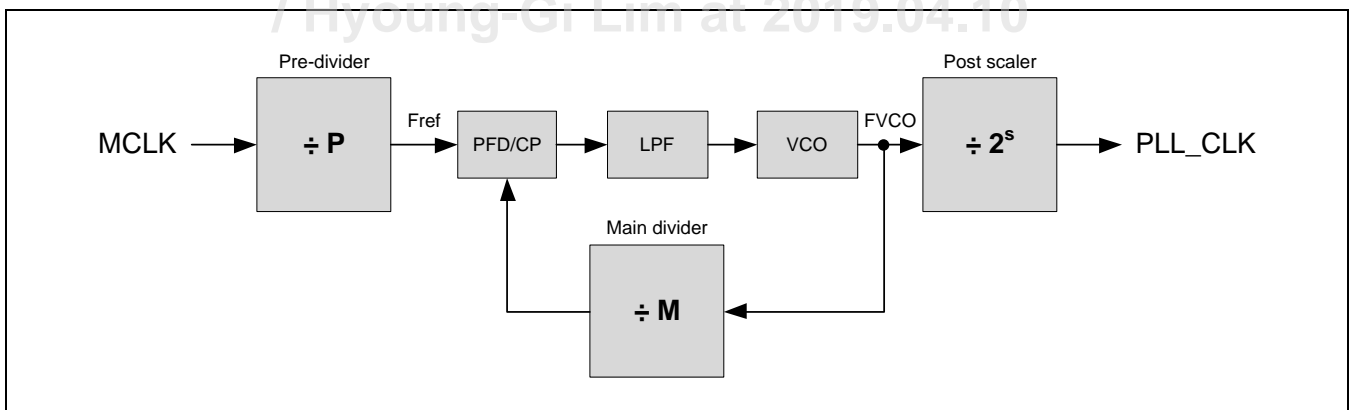 / Hyoung-Gi Lim at 2019.04.10
Pre-divider
Post scaler
MCLK
÷ P
Fref
PFD/CP
LPF
VCO
FVCO
÷ 2ˢ
PLL_CLK
Main divider
÷ M